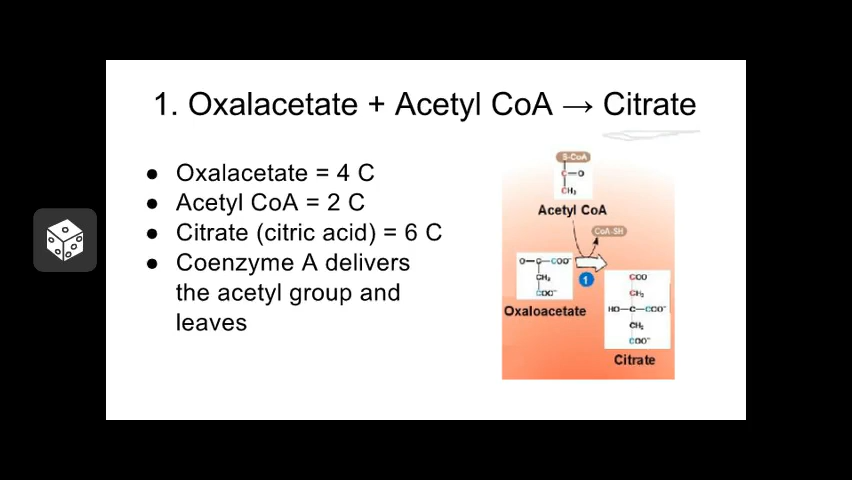 1. Oxalacetate + Acetyl CoA → Citrate
● Oxalacetate = 4 C
● Acetyl CoA = 2 C
● Citrate (citric acid) = 6 C
● Coenzyme A delivers
the acetyl group and
leaves
S-CoA
C=O
CH₃
Acetyl CoA
CoA-SH
O=C—COO⁻
CH₂
COO⁻
1
Oxaloacetate
COO⁻
CH₂
HO—C—COO⁻
CH₂
COO⁻
Citrate